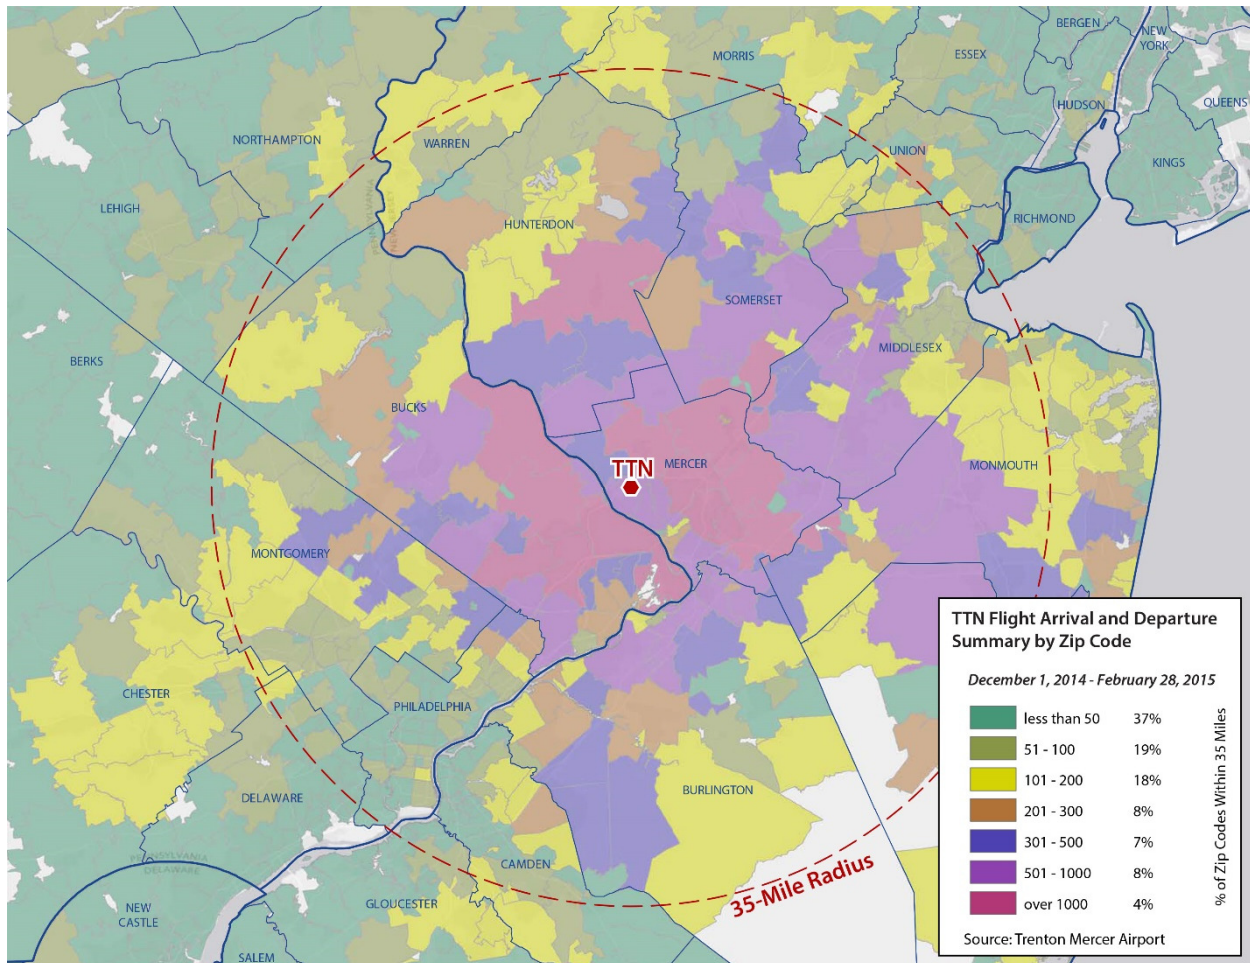 BERGEN
NEW
YORK
MORRIS
ESSEX
HUDSON
QUEENS
NORTHAMPTON
WARREN
UNION
KINGS
LEHIGH
HUNTERDON
RICHMOND
SOMERSET
MIDDLESEX
BERKS
BUCKS
TTN
MERCER
MONMOUTH
MONTGOMERY
CHESTER
PHILADELPHIA
DELAWARE
BURLINGTON
PENNSYLVANIA
DELAWARE
CAMDEN
35-Mile Radius
NEW
CASTLE
GLOUCESTER
SALEM
TTN Flight Arrival and Departure
Summary by Zip Code
December 1, 2014 - February 28, 2015
less than 50 37%
51 - 100 19%
101 - 200 18%
201 - 300 8%
301 - 500 7%
501 - 1000 8%
over 1000 4%
% of Zip Codes Within 35 Miles
Source: Trenton Mercer Airport